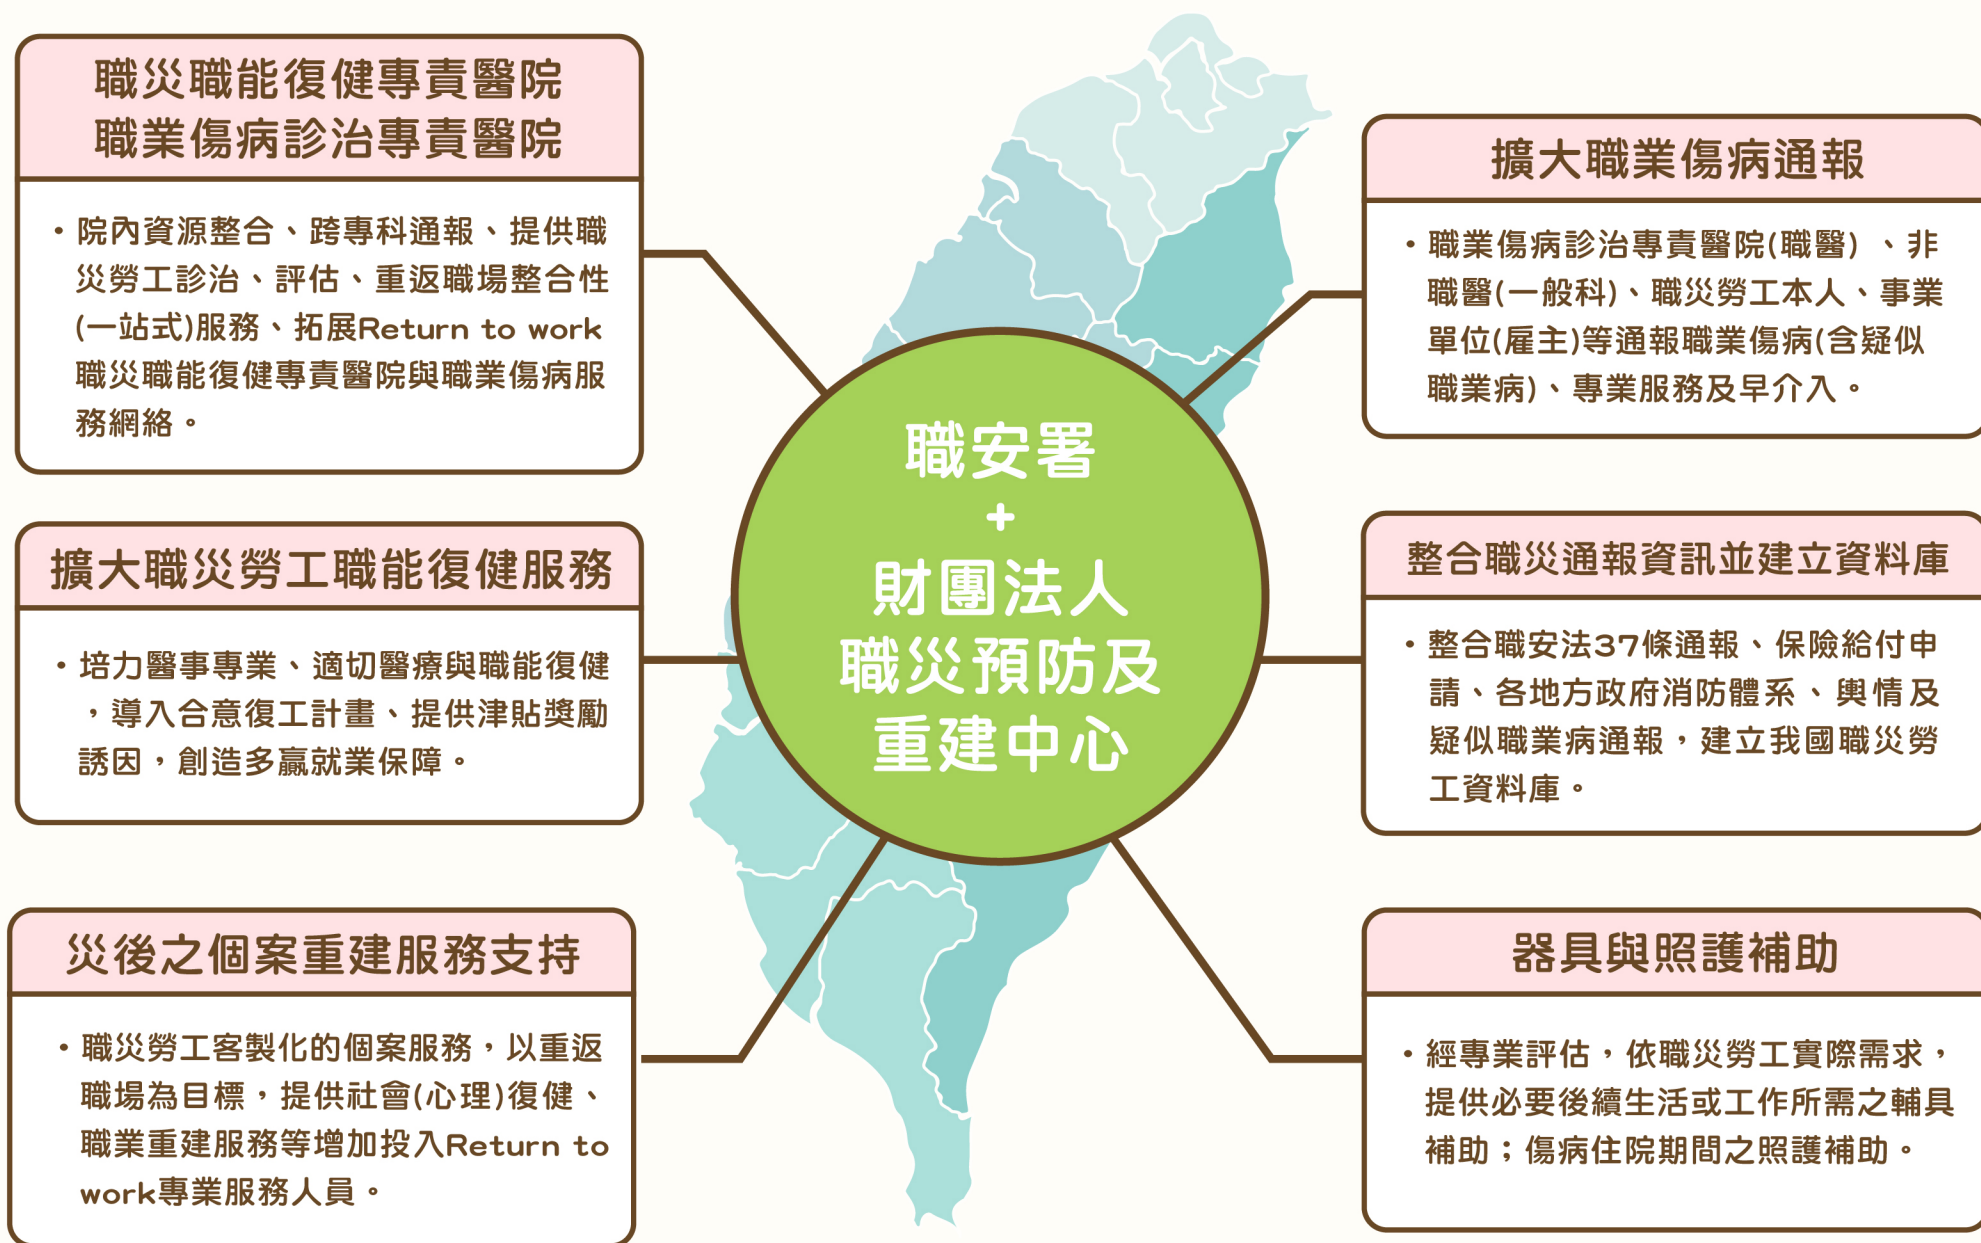 職災職能復健專責醫院
職業傷病診治專責醫院
・院內資源整合、跨專科通報、提供職
災勞工診治、評估、重返職場整合性
(一站式)服務、拓展Return to work
職災職能復健專責醫院與職業傷病服
務網絡。
擴大職災勞工職能復健服務
・培力醫事專業、適切醫療與職能復健
，導入合意復工計畫、提供津貼獎勵
誘因，創造多贏就業保障。
災後之個案重建服務支持
・職災勞工客製化的個案服務，以重返
職場為目標，提供社會(心理)復健、
職業重建服務等增加投入Return to
work專業服務人員。
職安署
+
財團法人
職災預防及
重建中心
擴大職業傷病通報
・職業傷病診治專責醫院(職醫)、非
職醫(一般科)、職災勞工本人、事業
單位(雇主)等通報職業傷病(含疑似
職業病)、專業服務及早介入。
整合職災通報資訊並建立資料庫
・整合職安法37條通報、保險給付申
請、各地方政府消防體系、輿情及
疑似職業病通報，建立我國職災勞
工資料庫。
器具與照護補助
・經專業評估，依職災勞工實際需求，
提供必要後續生活或工作所需之輔具
補助；傷病住院期間之照護補助。